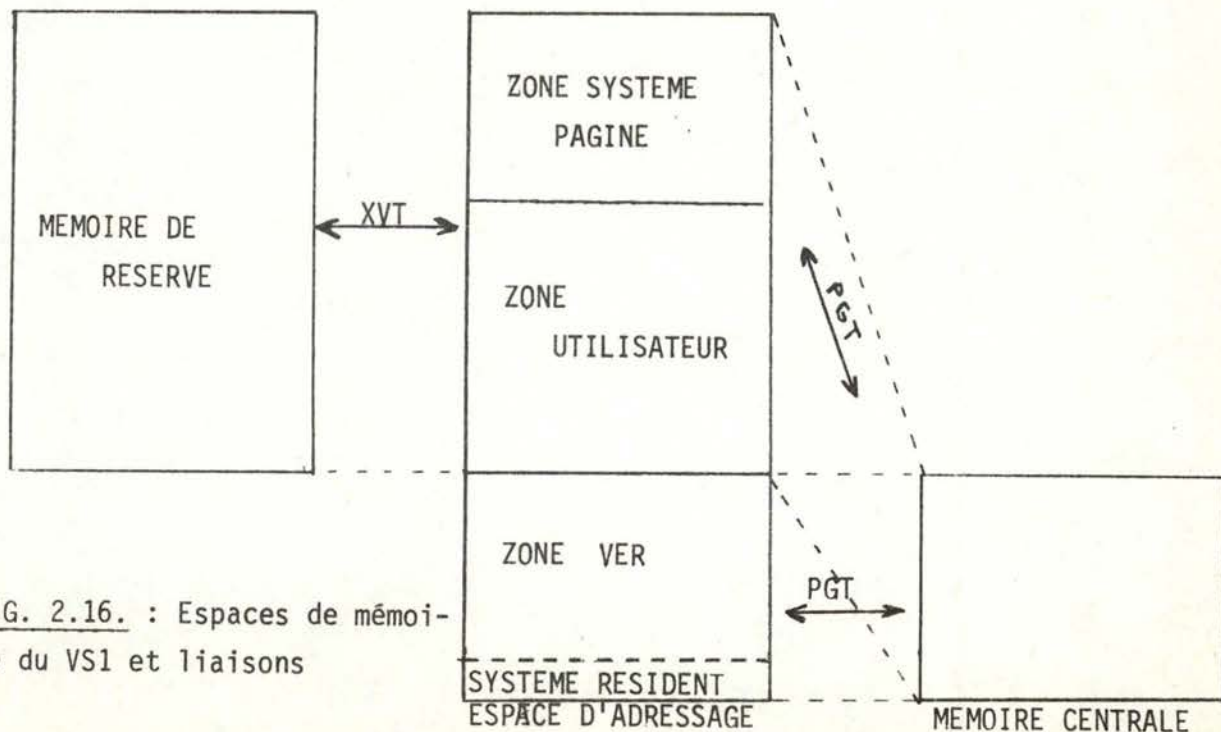 ZONE SYSTEME
PAGINE
MEMOIRE DE
RESERVE
XVT
ZONE
UTILISATEUR
PGT
ZONE VER
PGT
G. 2.16. : Espaces de mémoi-
du VS1 et liaisons
SYSTEME RESIDENT
ESPACE D'ADRESSAGE
MEMOIRE CENTRALE